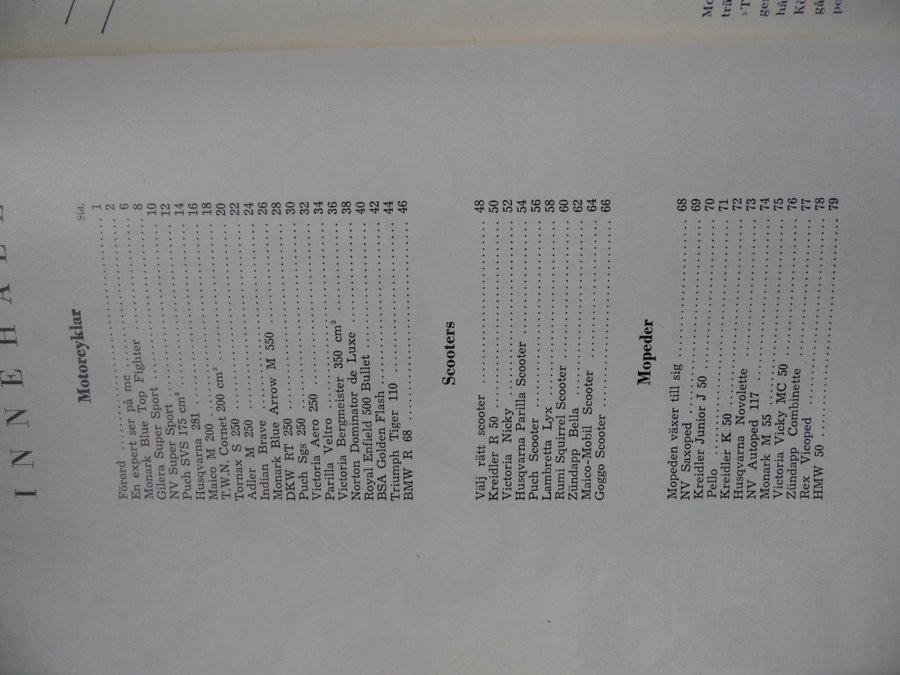 INNEHÅL
Motorcyklar
Sid.
Förord ........ 1
En expert ser på mc ........ 2
Monark Blue Top Fighter ........ 6
Gilera Super Sport ........ 8
NV Super Sport ........ 10
Puch SVS 175 cm³ ........ 12
Husqvarna 281 ........ 14
Maico M 200 ........ 16
T.W.N. Cornet 200 cm³ ........ 18
Tornax S 250 ........ 20
Adler M 250 ........ 22
Indian Brave ........ 24
Monark Blue Arrow M 550 ........ 26
DKW RT 250 ........ 28
Puch Sgs 250 ........ 30
Victoria Aero 250 ........ 32
Parilla Veltro ........ 34
Victoria Bergmeister 350 cm³ ........ 36
Norton Dominator de Luxe ........ 38
Royal Enfield 500 Bullet ........ 40
BSA Golden Flash ........ 42
Triumph Tiger 110 ........ 44
BMW R 68 ........ 46
Scooters
Välj rätt scooter ........ 48
Kreidler R 50 ........ 50
Victoria Nicky ........ 52
Husqvarna Parilla Scooter ........ 54
Puch Scooter ........ 56
Lambretta Lyx ........ 58
Rumi-Squirrel Scooter ........ 60
Zündapp Bella ........ 62
Maico-Mobil Scooter ........ 64
Goggo Scooter ........ 66
Mopeder
Mopeden växer till sig ........ 68
NV Saxoped ........ 69
Kreidler Junior J 50 ........ 70
Pello ........ 71
Kreidler K 50 ........ 72
Husqvarna Novolette ........ 73
NV Autoped 117 ........ 74
Monark M 55 ........ 75
Victoria Vicky MC 50 ........ 76
Zündapp Combinette ........ 77
Rex Vicoped ........ 78
HMW 50 ........ 79